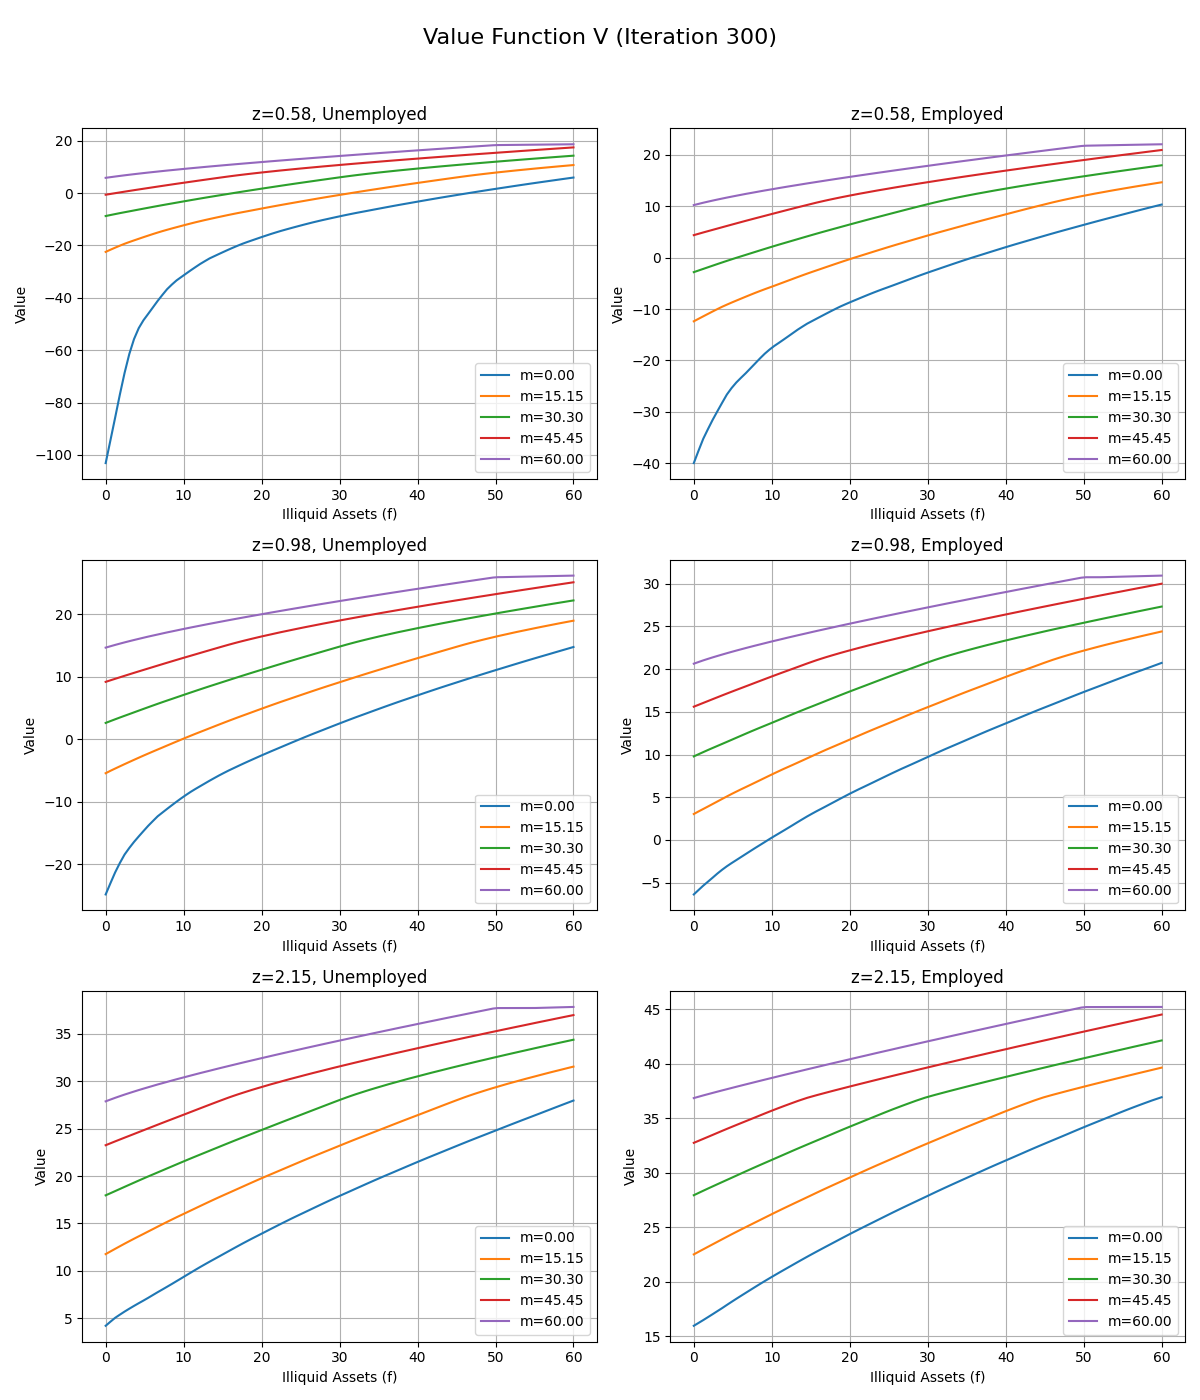 Value Function V (Iteration 300)
z=0.58, Unemployed
20
0
−20
−40
−60
−80
−100
Value
m=0.00
m=15.15
m=30.30
m=45.45
m=60.00
0 10 20 30 40 50 60
Illiquid Assets (f)
z=0.58, Employed
20
10
0
−10
−20
−30
−40
Value
m=0.00
m=15.15
m=30.30
m=45.45
m=60.00
0 10 20 30 40 50 60
Illiquid Assets (f)
z=0.98, Unemployed
20
10
0
−10
−20
Value
m=0.00
m=15.15
m=30.30
m=45.45
m=60.00
0 10 20 30 40 50 60
Illiquid Assets (f)
z=0.98, Employed
30
25
20
15
10
5
0
−5
Value
m=0.00
m=15.15
m=30.30
m=45.45
m=60.00
0 10 20 30 40 50 60
Illiquid Assets (f)
z=2.15, Unemployed
35
30
25
20
15
10
5
Value
m=0.00
m=15.15
m=30.30
m=45.45
m=60.00
0 10 20 30 40 50 60
Illiquid Assets (f)
z=2.15, Employed
45
40
35
30
25
20
15
Value
m=0.00
m=15.15
m=30.30
m=45.45
m=60.00
0 10 20 30 40 50 60
Illiquid Assets (f)